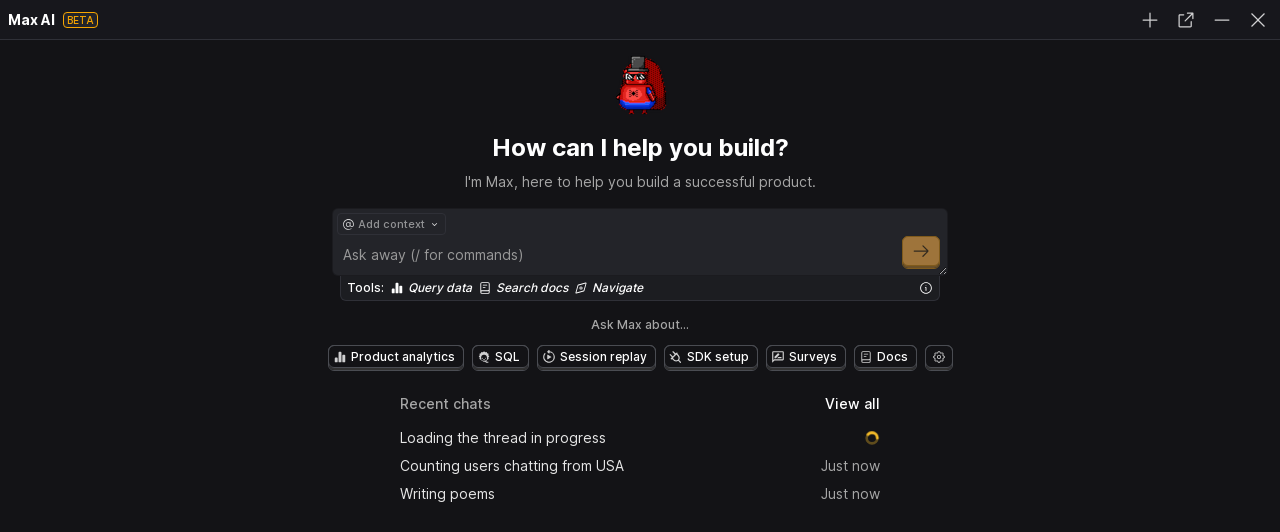 Max AI BETA
How can I help you build?
I'm Max, here to help you build a successful product.
@ Add context
Ask away (/ for commands)
Tools: Query data Search docs Navigate
Ask Max about...
Product analytics SQL Session replay SDK setup Surveys Docs
Recent chats View all
Loading the thread in progress
Counting users chatting from USA Just now
Writing poems Just now